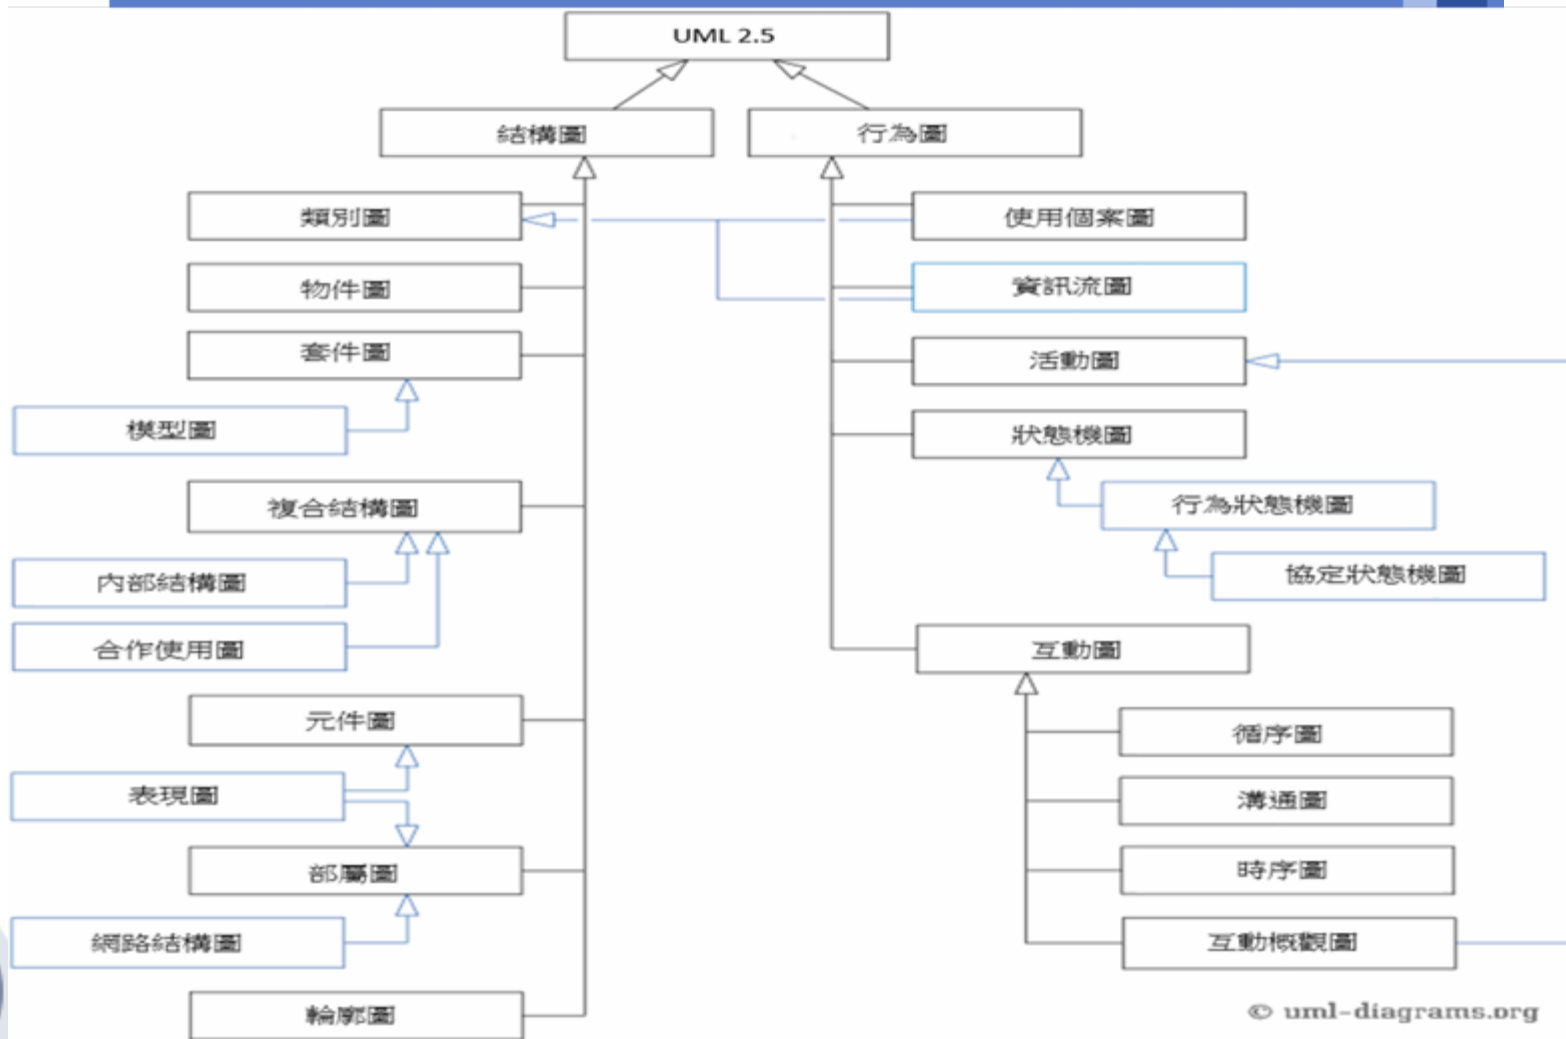 UML 2.5
結構圖
行為圖
類別圖
使用個案圖
物件圖
資訊流圖
套件圖
活動圖
模型圖
狀態機圖
複合結構圖
行為狀態機圖
內部結構圖
協定狀態機圖
合作使用圖
互動圖
元件圖
循序圖
表現圖
溝通圖
部屬圖
時序圖
網路結構圖
互動概觀圖
輪廓圖
© uml-diagrams.org